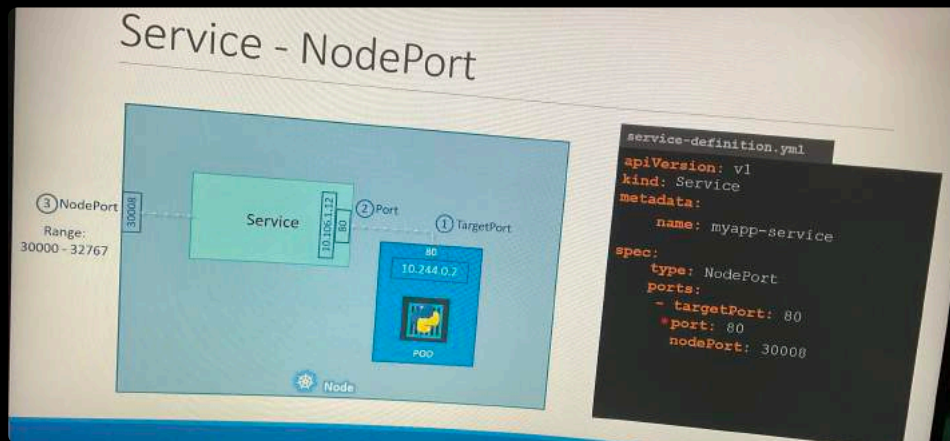 Service - NodePort
3 NodePort
Range:
30000 - 32767
30008
Service
10.106.1.12
80
2 Port
1 TargetPort
80
10.244.0.2
POD
Node
service-definition.yml
apiVersion: v1
kind: Service
metadata:
name: myapp-service
spec:
type: NodePort
ports:
- targetPort: 80
*port: 80
nodePort: 30008